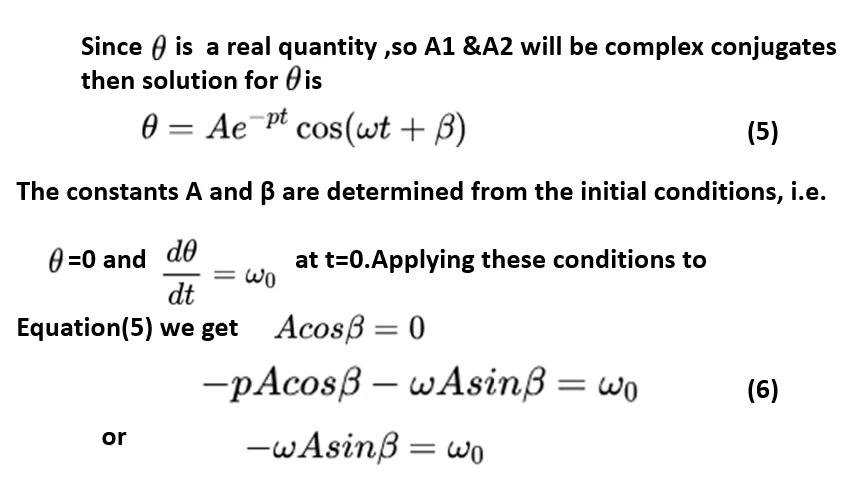 Since θ is a real quantity ,so A1 &A2 will be complex conjugates
then solution for θ is
θ = Ae^{-pt} cos(ωt + β) (5)
The constants A and β are determined from the initial conditions, i.e.
θ=0 and dθ/dt = ω₀ at t=0.Applying these conditions to
Equation(5) we get Acosβ = 0
−pAcosβ − ωAsinβ = ω₀ (6)
or −ωAsinβ = ω₀